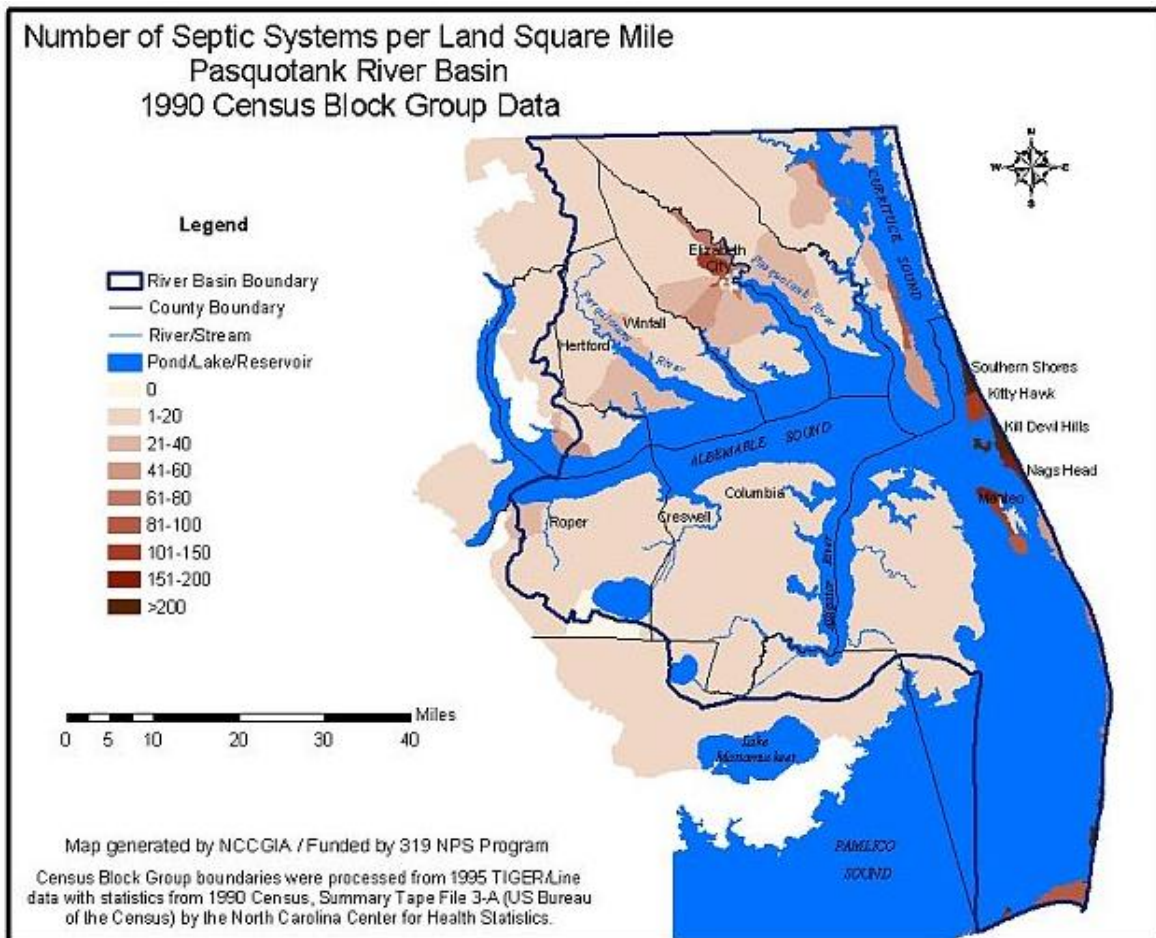 Number of Septic Systems per Land Square Mile
Pasquotank River Basin
1990 Census Block Group Data
N
W
E
S
Legend
River Basin Boundary
County Boundary
River/Stream
Pond/Lake/Reservoir
0
1-20
21-40
41-60
61-80
81-100
101-150
151-200
>200
CURRITUCK SOUND
Elizabeth
City
Pasquotank River
Perquimans River
Winfall
Hertford
Southern Shores
Kitty Hawk
Kill Devil Hills
Nags Head
Manteo
ALBEMARLE SOUND
Columbia
Roper
Creswell
Alligator River
Miles
0 5 10 20 30 40
Lake
Mattamuskeet
PAMLICO
SOUND
Map generated by NCCGIA / Funded by 319 NPS Program
Census Block Group boundaries were processed from 1995 TIGER/Line
data with statistics from 1990 Census, Summary Tape File 3-A (US Bureau
of the Census) by the North Carolina Center for Health Statistics.